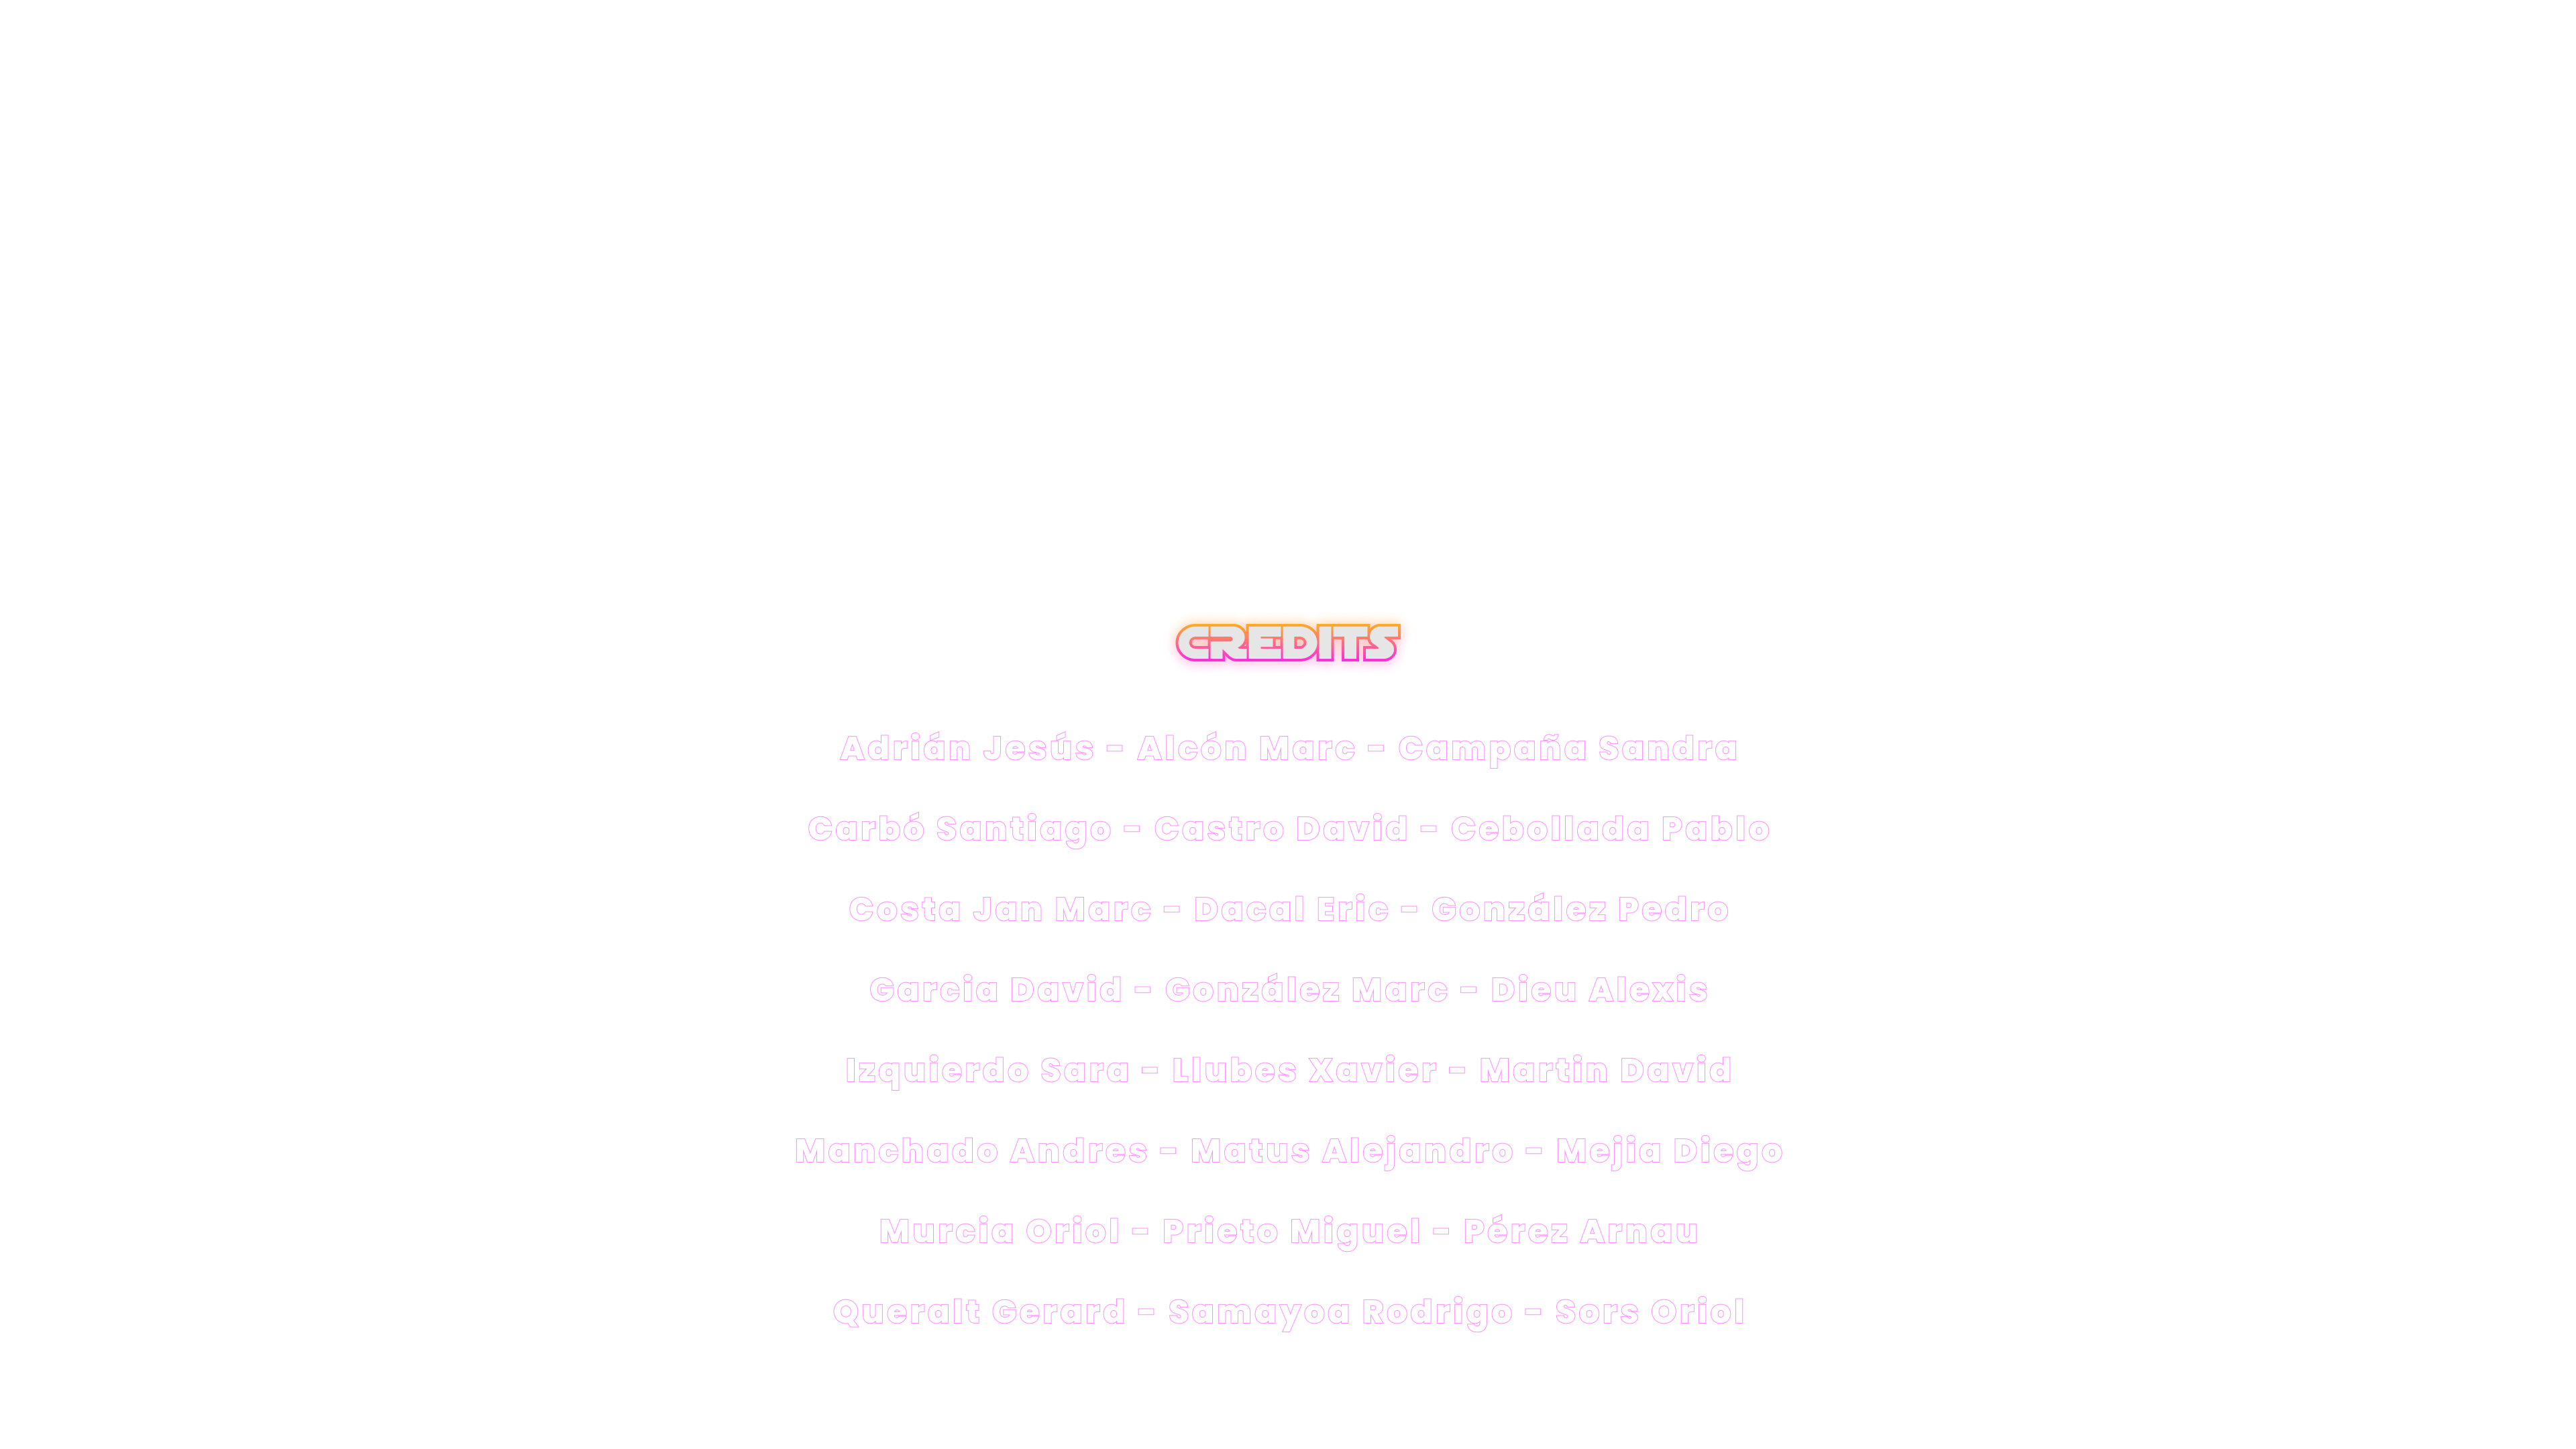 CREDITS
Adrián Jesús - Alcón Marc - Campaña Sandra
Carbó Santiago - Castro David - Cebollada Pablo
Costa Jan Marc - Dacal Eric - González Pedro
Garcia David - González Marc - Dieu Alexis
Izquierdo Sara - Llubes Xavier - Martin David
Manchado Andres - Matus Alejandro - Mejia Diego
Murcia Oriol - Prieto Miguel - Pérez Arnau
Queralt Gerard - Samayoa Rodrigo - Sors Oriol